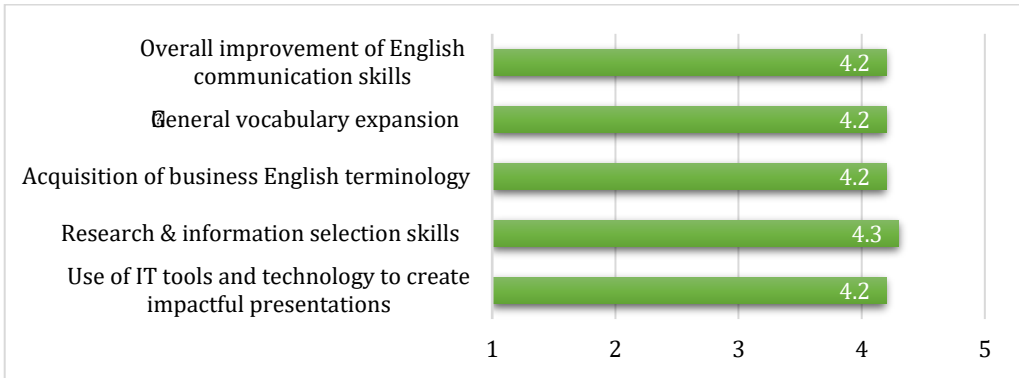 Overall improvement of English
communication skills
4.2
General vocabulary expansion
4.2
Acquisition of business English terminology
4.2
Research & information selection skills
4.3
Use of IT tools and technology to create
impactful presentations
4.2
1 2 3 4 5